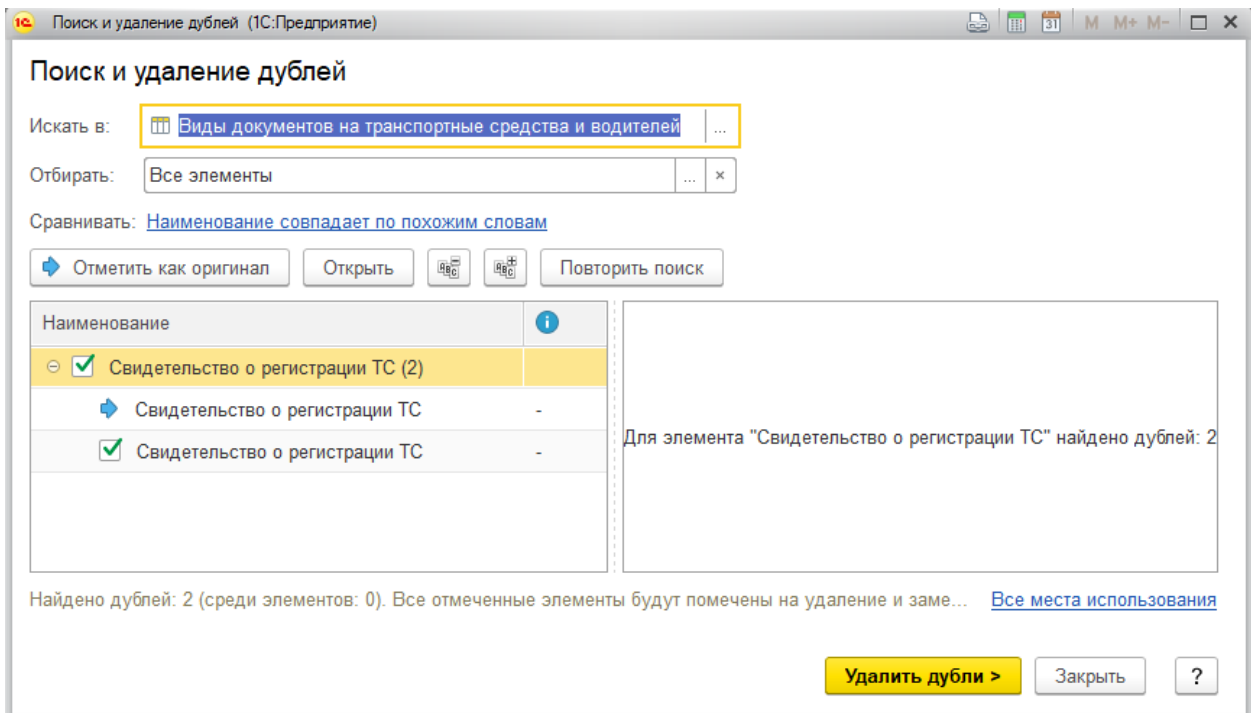 1С Поиск и удаление дублей (1С:Предприятие) 31 M M+ M-
Поиск и удаление дублей
Искать в: Виды документов на транспортные средства и водителей ...
Отбирать: Все элементы ... ×
Сравнивать: Наименование совпадает по похожим словам
Отметить как оригинал Открыть ABC ABC Повторить поиск
Наименование i
Свидетельство о регистрации ТС (2)
Свидетельство о регистрации ТС -
Свидетельство о регистрации ТС -
Для элемента "Свидетельство о регистрации ТС" найдено дублей: 2
Найдено дублей: 2 (среди элементов: 0). Все отмеченные элементы будут помечены на удаление и заме... Все места использования
Удалить дубли > Закрыть ?